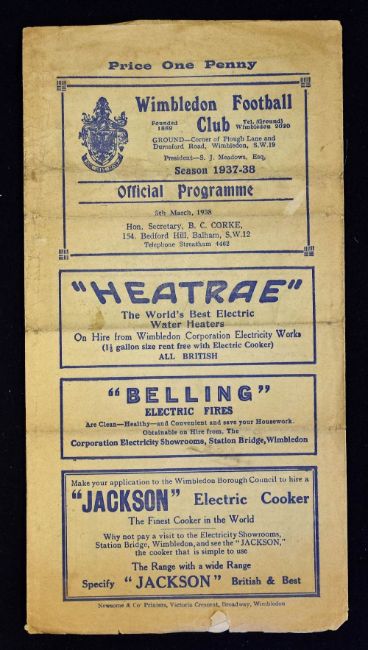 Price One Penny
Wimbledon Football
Founded 1889
Club
Tel. (Ground) Wimbledon 2020
GROUND—Corner of Plough Lane and
Durnsford Road, Wimbledon, S.W.19
President—S. J. Meadows, Esq.
Season 1937-38
Official Programme
5th March, 1938
Hon. Secretary, B. C. CORKE,
154, Bedford Hill, Balham, S.W.12
Telephone Streatham 4462
"HEATRAE"
The World's Best Electric
Water Heaters
On Hire from Wimbledon Corporation Electricity Works
(1½ gallon size rent free with Electric Cooker)
ALL BRITISH
"BELLING"
ELECTRIC FIRES
Are Clean—Healthy—and Convenient and save your Housework.
Obtainable on Hire from. The
Corporation Electricity Showrooms, Station Bridge, Wimbledon
Make your application to the Wimbledon Borough Council to hire a
"JACKSON" Electric Cooker
The Finest Cooker in the World
Why not pay a visit to the Electricity Showrooms,
Station Bridge, Wimbledon, and see the "JACKSON,"
the cooker that is simple to use
The Range with a wide Range
Specify "JACKSON" British & Best
Newsome & Co Printers, Victoria Crescent, Broadway, Wimbledon